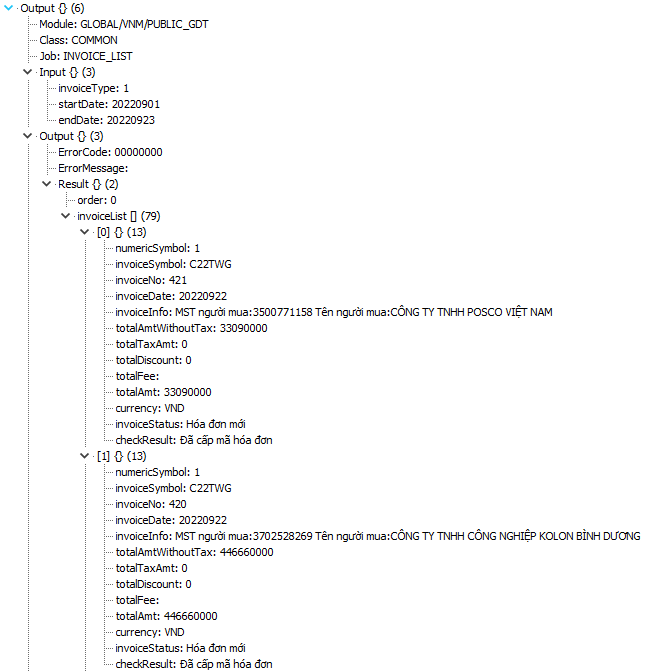 Output {} (6)
Module: GLOBAL/VNM/PUBLIC_GDT
Class: COMMON
Job: INVOICE_LIST
Input {} (3)
invoiceType: 1
startDate: 20220901
endDate: 20220923
Output {} (3)
ErrorCode: 00000000
ErrorMessage:
Result {} (2)
order: 0
invoiceList [] (79)
[0] {} (13)
numericSymbol: 1
invoiceSymbol: C22TWG
invoiceNo: 421
invoiceDate: 20220922
invoiceInfo: MST người mua:3500771158 Tên người mua:CÔNG TY TNHH POSCO VIỆT NAM
totalAmtWithoutTax: 33090000
totalTaxAmt: 0
totalDiscount: 0
totalFee:
totalAmt: 33090000
currency: VND
invoiceStatus: Hóa đơn mới
checkResult: Đã cấp mã hóa đơn
[1] {} (13)
numericSymbol: 1
invoiceSymbol: C22TWG
invoiceNo: 420
invoiceDate: 20220922
invoiceInfo: MST người mua:3702528269 Tên người mua:CÔNG TY TNHH CÔNG NGHIỆP KOLON BÌNH DƯƠNG
totalAmtWithoutTax: 446660000
totalTaxAmt: 0
totalDiscount: 0
totalFee:
totalAmt: 446660000
currency: VND
invoiceStatus: Hóa đơn mới
checkResult: Đã cấp mã hóa đơn